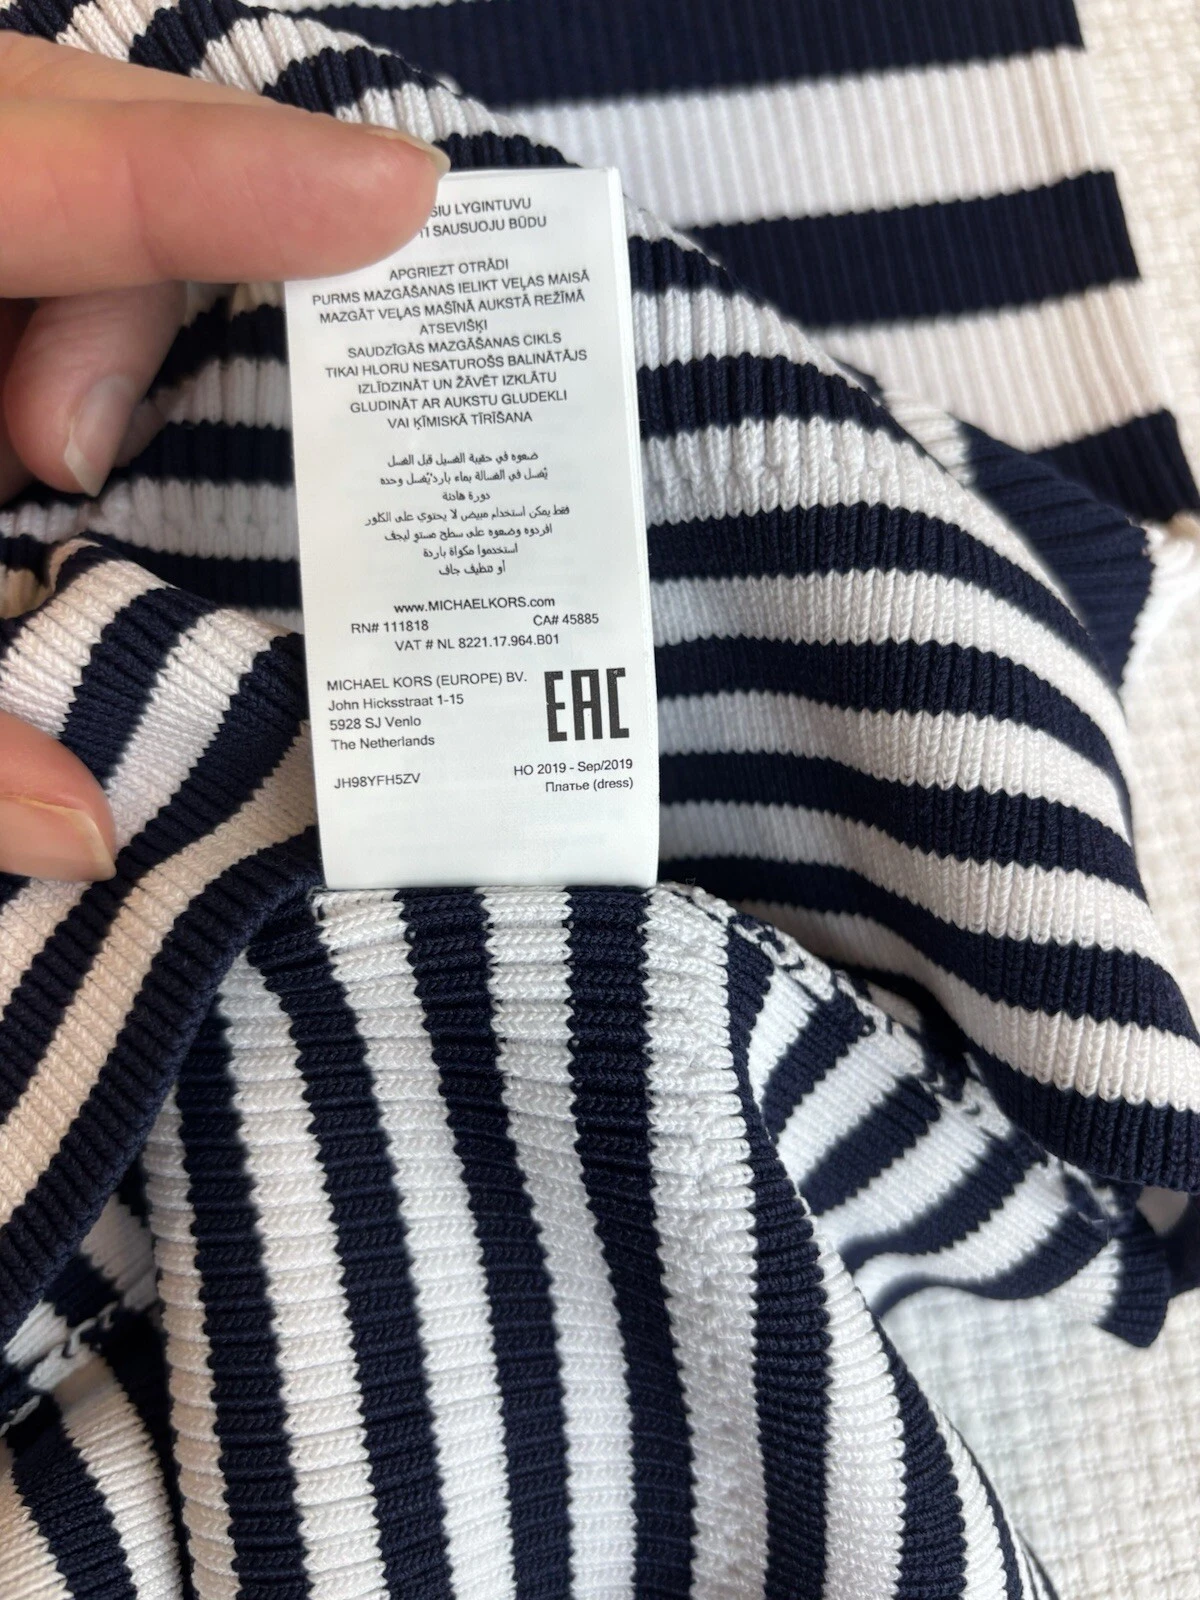 SIU LYGINTUVU
TI SAUSUOJU BŪDU
APGRIEZT OTRĀDI
PURMS MAZGĀŠANAS IELIKT VEĻAS MAISĀ
MAZGĀT VEĻAS MAŠĪNĀ AUKSTĀ REŽĪMĀ
ATSEVIŠĶI
SAUDZĪGĀS MAZGĀŠANAS CIKLS
TIKAI HLORU NESATUROŠS BALINĀTĀJS
IZLĪDZINĀT UN ŽĀVĒT IZKLĀTU
GLUDINĀT AR AUKSTU GLUDEKLI
VAI ĶĪMISKĀ TĪRĪŠANA
ضعوه في حقيبة الغسيل قبل الغسل
يُغسل في الغسالة بماء بارد'يُغسل وحده
دورة هادئة
فقط يمكن استخدام مبيض لا يحتوي على الكلور
افردوه وضعوه على سطح مستو ليجف
استخدموا مكواة باردة
أو تنظيف جاف
www.MICHAELKORS.com
RN# 111818 CA# 45885
VAT # NL 8221.17.964.B01
MICHAEL KORS (EUROPE) BV.
John Hicksstraat 1-15
5928 SJ Venlo
The Netherlands
EAC
JH98YFH5ZV
HO 2019 - Sep/2019
Платье (dress)